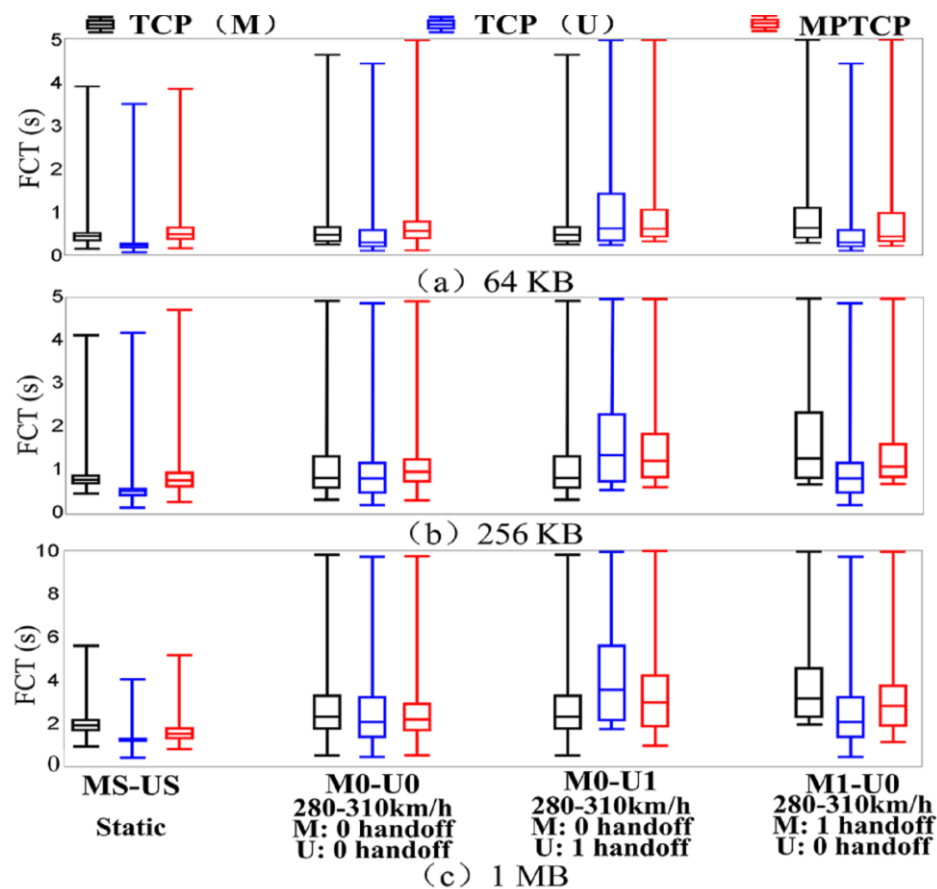 TCP（M） TCP（U） MPTCP
FCT (s)
5
4
3
2
1
0
（a）64 KB
FCT (s)
5
4
3
2
1
0
（b）256 KB
FCT (s)
10
8
6
4
2
0
MS-US M0-U0 M0-U1 M1-U0
Static 280-310km/h 280-310km/h 280-310km/h
M: 0 handoff M: 0 handoff M: 1 handoff
U: 0 handoff U: 1 handoff U: 0 handoff
（c）1 MB